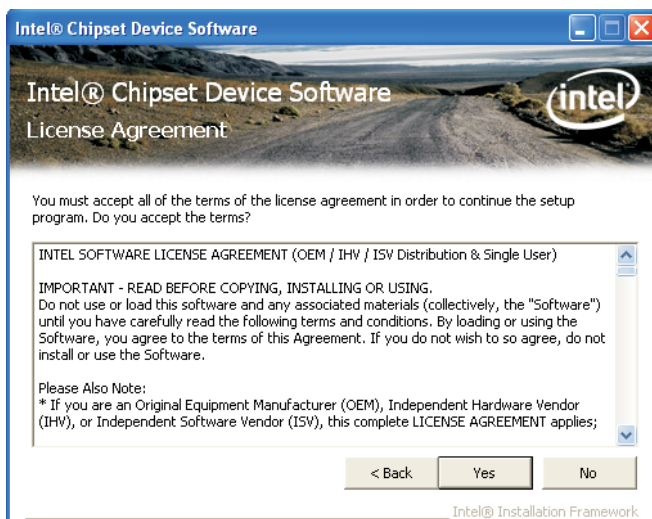 Intel® Chipset Device Software
Intel® Chipset Device Software
intel
License Agreement
You must accept all of the terms of the license agreement in order to continue the setup
program. Do you accept the terms?
INTEL SOFTWARE LICENSE AGREEMENT (OEM / IHV / ISV Distribution & Single User)
IMPORTANT - READ BEFORE COPYING, INSTALLING OR USING.
Do not use or load this software and any associated materials (collectively, the "Software")
until you have carefully read the following terms and conditions. By loading or using the
Software, you agree to the terms of this Agreement. If you do not wish to so agree, do not
install or use the Software.
Please Also Note:
* If you are an Original Equipment Manufacturer (OEM), Independent Hardware Vendor
(IHV), or Independent Software Vendor (ISV), this complete LICENSE AGREEMENT applies;
< Back Yes No
Intel® Installation Framework